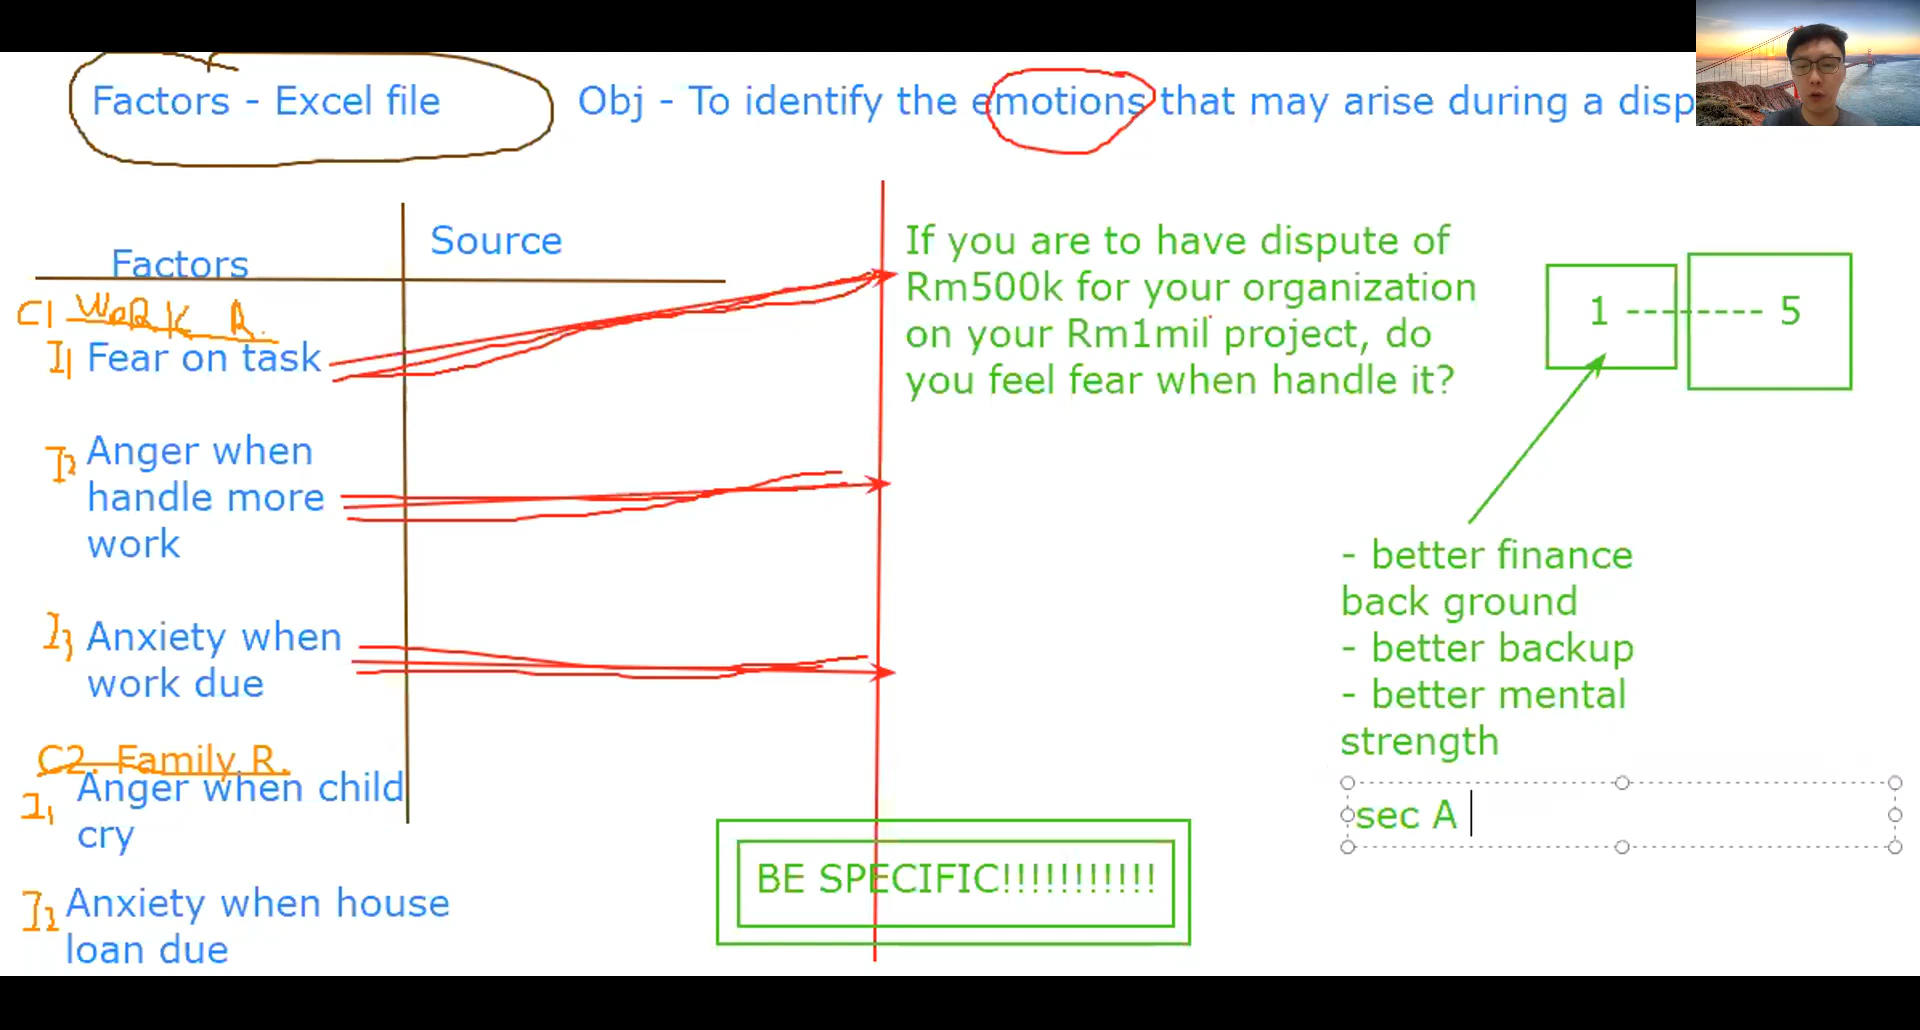 Factors - Excel file
Obj - To identify the emotions that may arise during a disp
Factors
Source
C1 WORK R.
I1 Fear on task
I2 Anger when
handle more
work
I3 Anxiety when
work due
C2. Family R.
I1 Anger when child
cry
I2 Anxiety when house
loan due
If you are to have dispute of
Rm500k for your organization
on your Rm1mil project, do
you feel fear when handle it?
1 -------- 5
- better finance
back ground
- better backup
- better mental
strength
sec A
BE SPECIFIC!!!!!!!!!!!